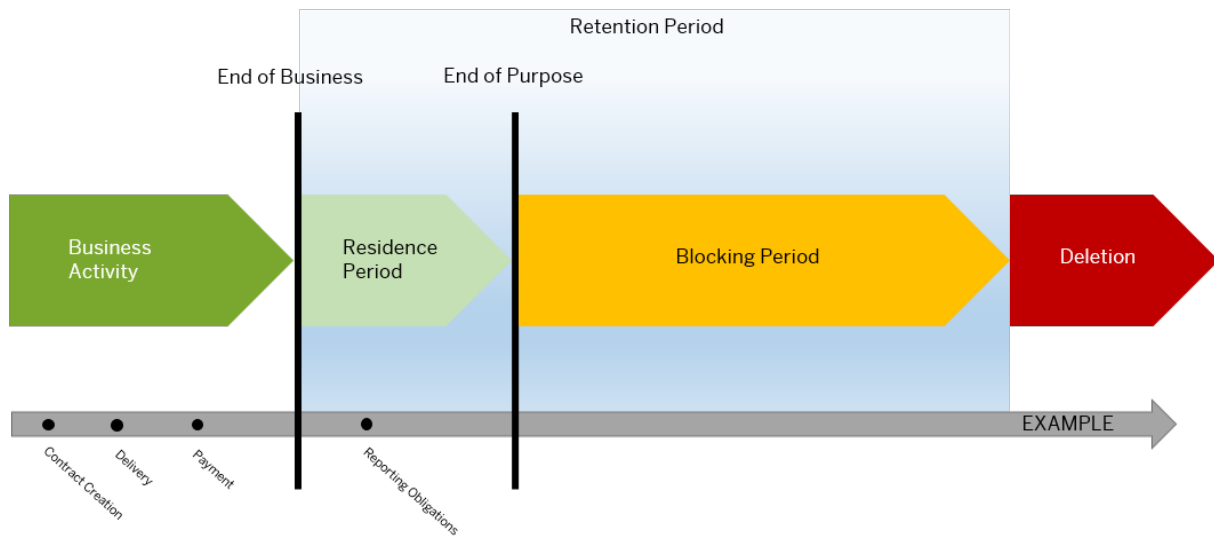 Retention Period
End of Business
End of Purpose
Business
Activity
Residence
Period
Blocking Period
Deletion
EXAMPLE
Contract Creation
Delivery
Payment
Reporting Obligations